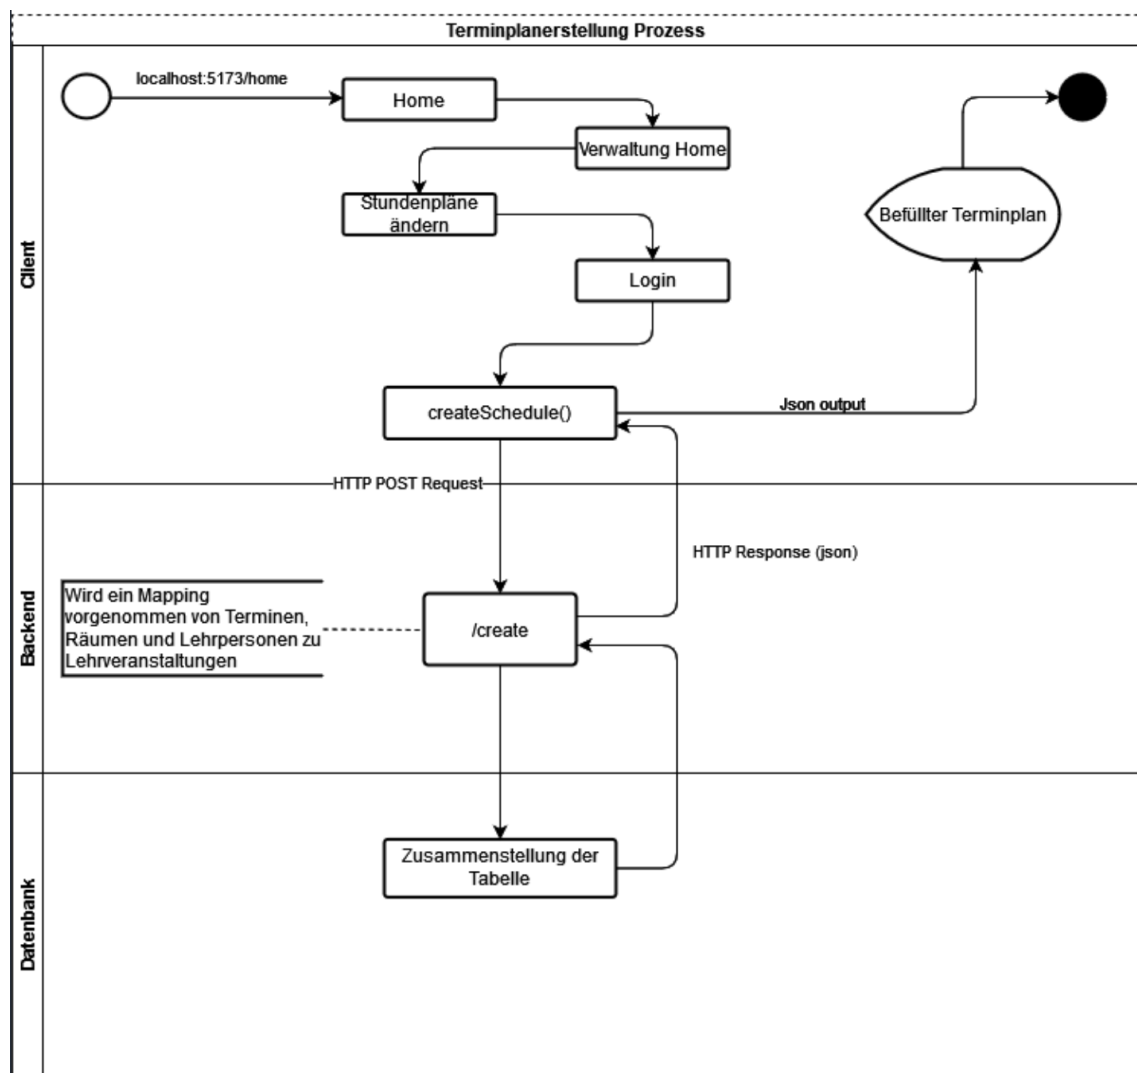 Terminplanerstellung Prozess
Client
localhost:5173/home
Home
Verwaltung Home
Stundenpläne
ändern
Login
Befüllter Terminplan
createSchedule()
Json output
HTTP POST Request
Backend
HTTP Response (json)
Wird ein Mapping
vorgenommen von Terminen,
Räumen und Lehrpersonen zu
Lehrveranstaltungen
/create
Datenbank
Zusammenstellung der
Tabelle